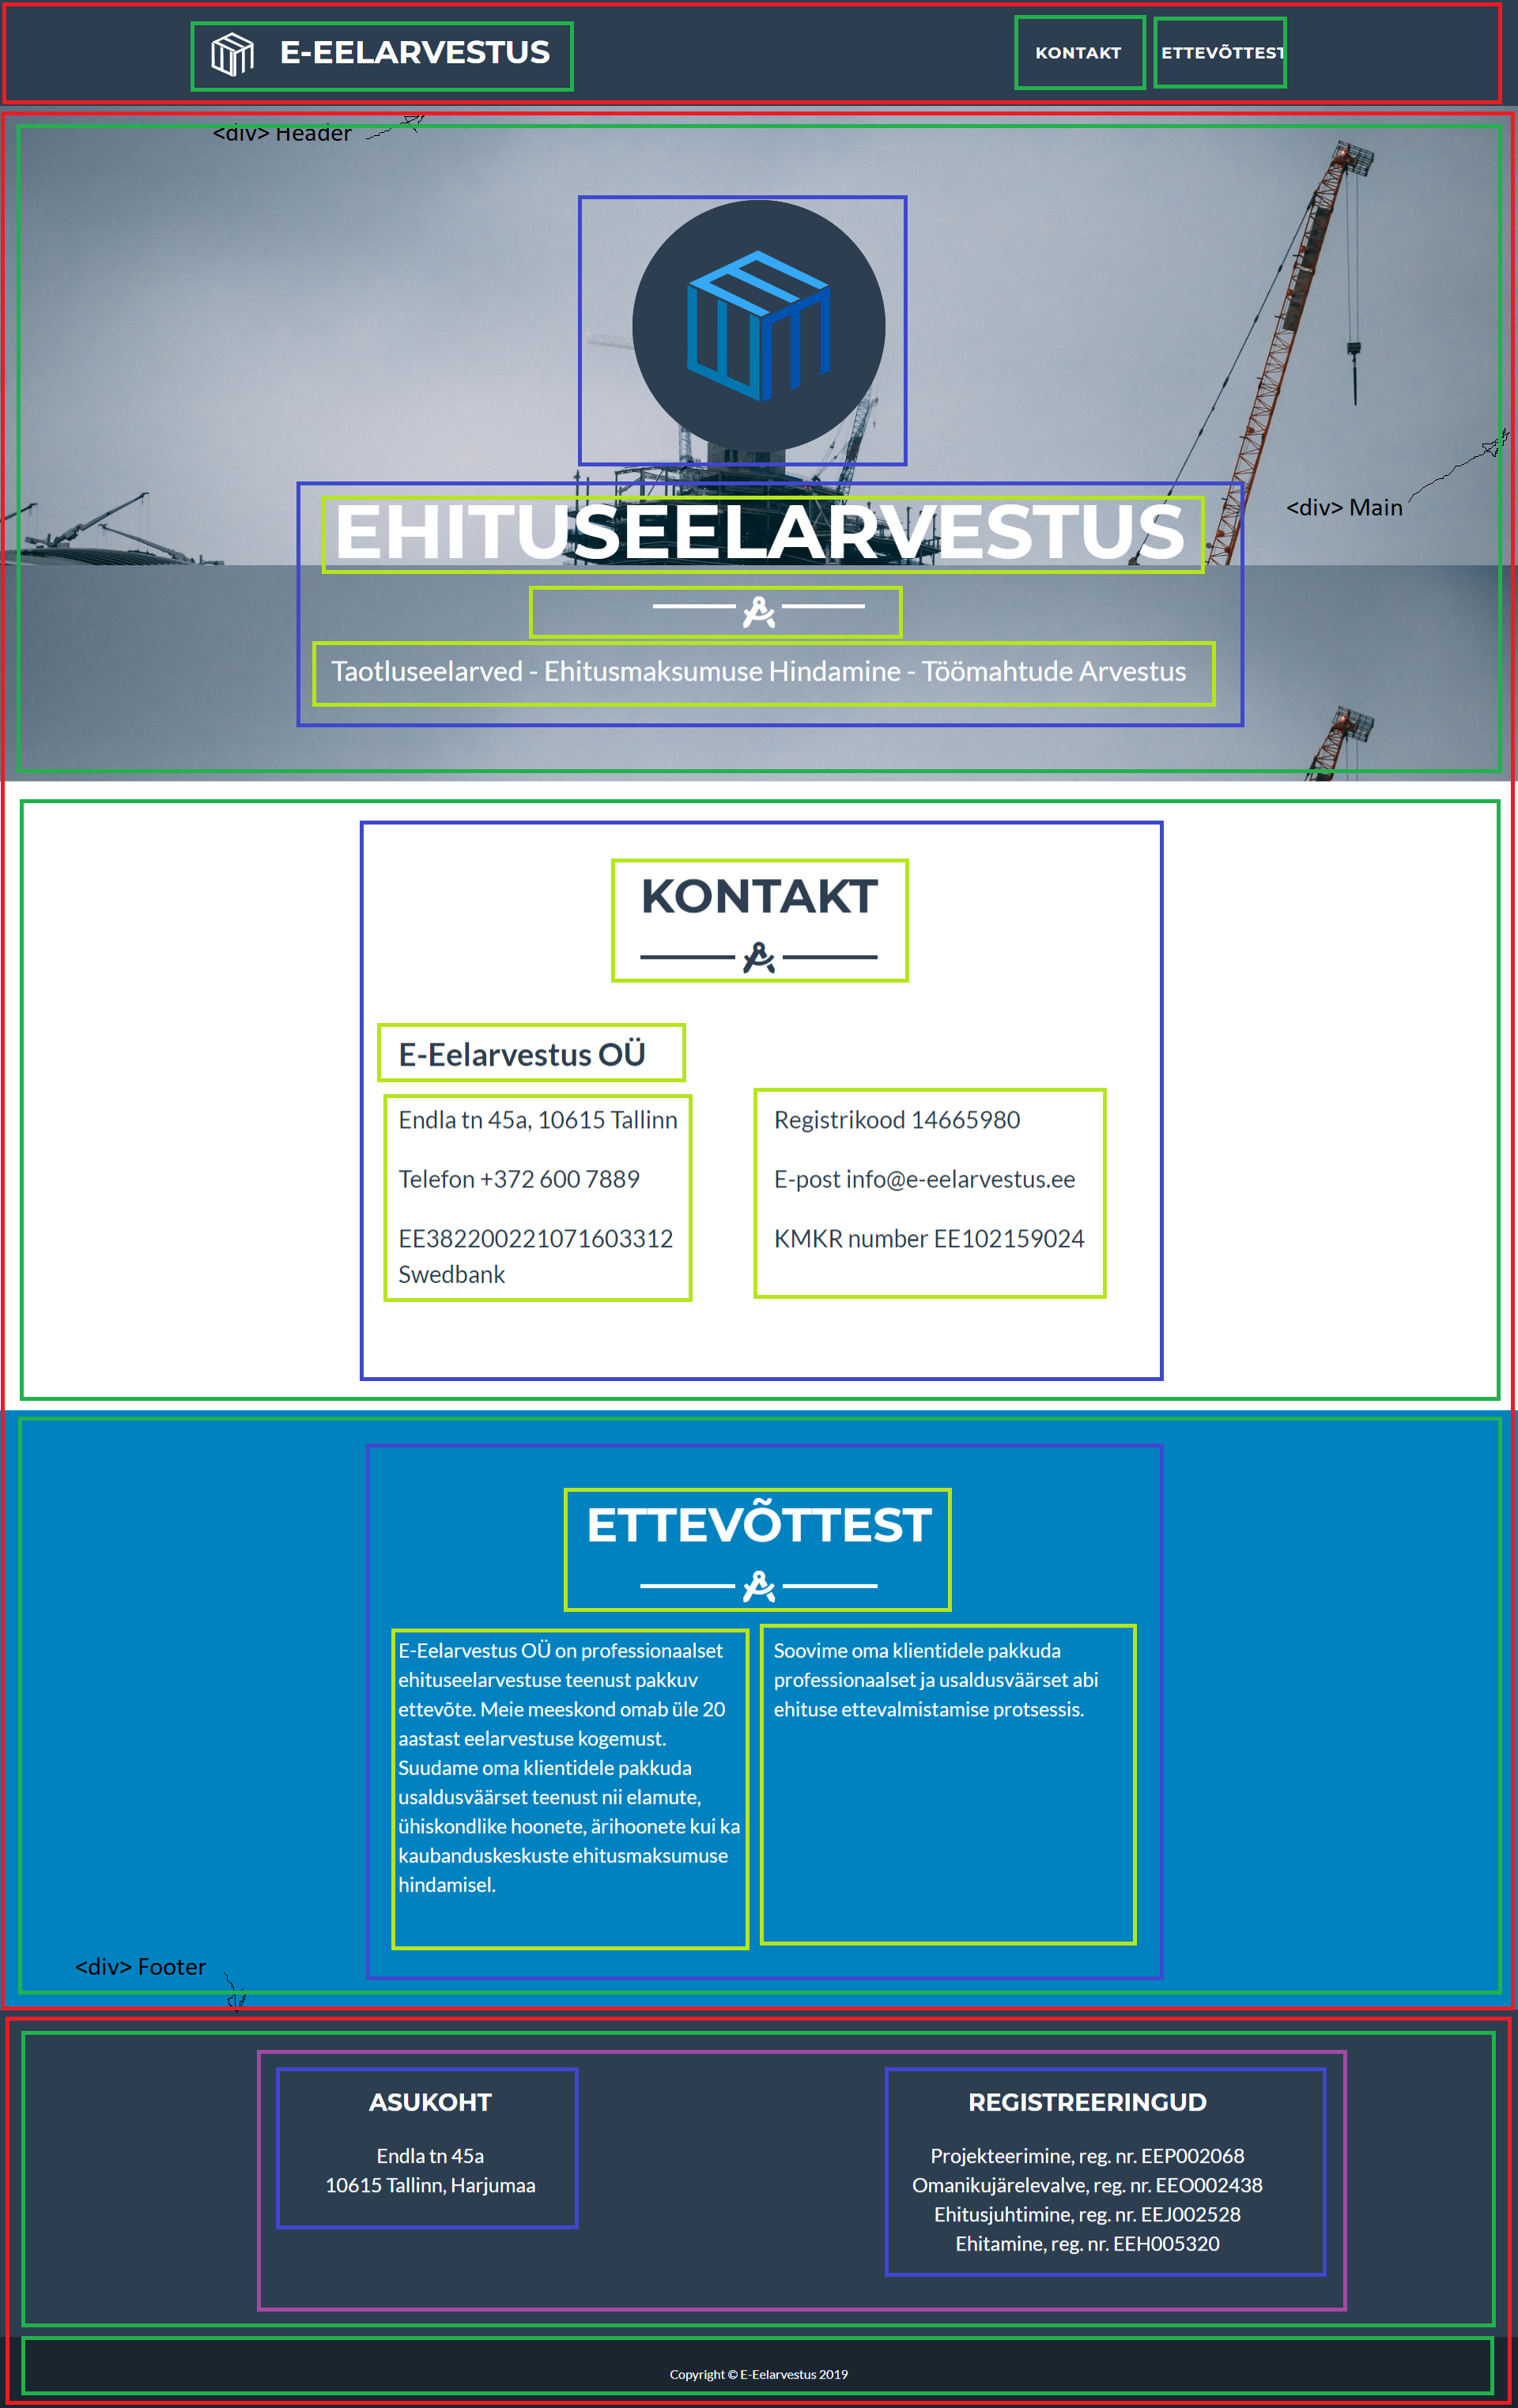 E-EELARVESTUS
KONTAKT
ETTEVÕTTEST
<div> Header
<div> Main
EHITUSEELARVESTUS
Taotluseelarved - Ehitusmaksumuse Hindamine - Töömahtude Arvestus
KONTAKT
E-Eelarvestus OÜ
Endla tn 45a, 10615 Tallinn
Telefon +372 600 7889
EE382200221071603312
Swedbank
Registrikood 14665980
E-post info@e-eelarvestus.ee
KMKR number EE102159024
ETTEVÕTTEST
E-Eelarvestus OÜ on professionaalset
ehituseelarvestuse teenust pakkuv
ettevõte. Meie meeskond omab üle 20
aastast eelarvestuse kogemust.
Suudame oma klientidele pakkuda
usaldusväärset teenust nii elamute,
ühiskondlike hoonete, ärihoonete kui ka
kaubanduskeskuste ehitusmaksumuse
hindamisel.
Soovime oma klientidele pakkuda
professionaalset ja usaldusväärset abi
ehituse ettevalmistamise protsessis.
<div> Footer
ASUKOHT
Endla tn 45a
10615 Tallinn, Harjumaa
REGISTREERINGUD
Projekteerimine, reg. nr. EEP002068
Omanikujärelevalve, reg. nr. EEO002438
Ehitusjuhtimine, reg. nr. EEJ002528
Ehitamine, reg. nr. EEH005320
Copyright © E-Eelarvestus 2019